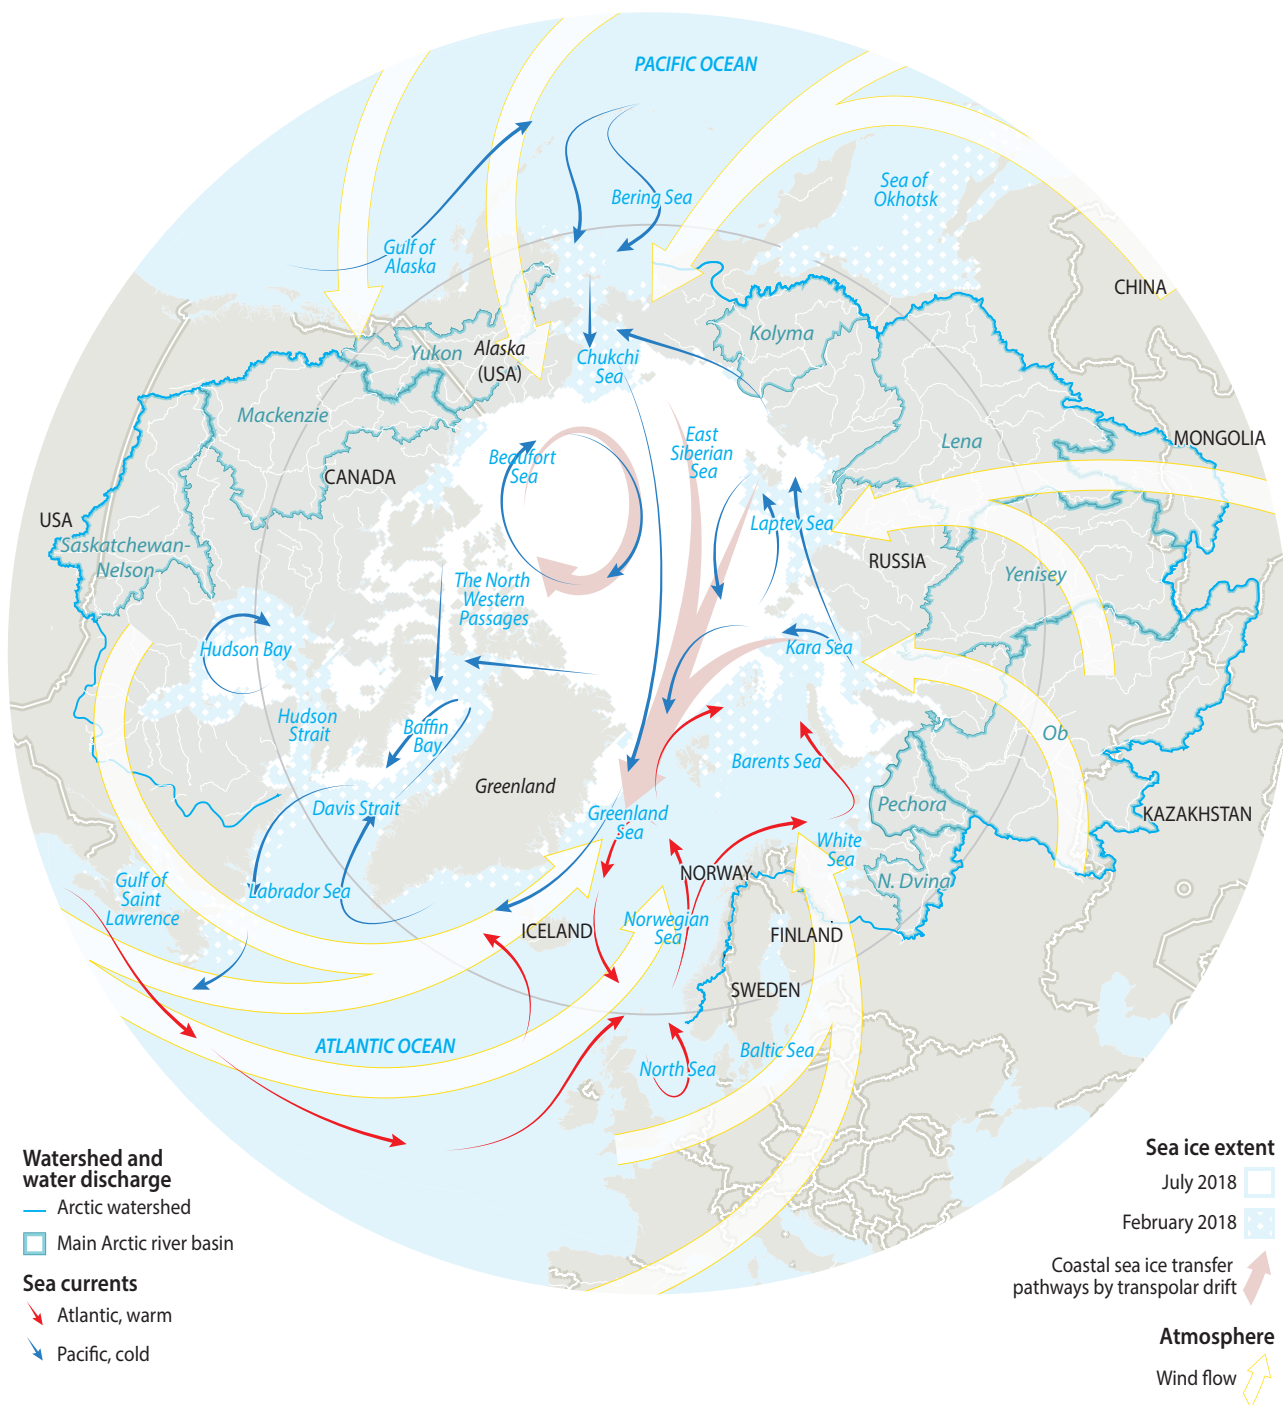 PACIFIC OCEAN
Bering Sea
Sea of
Okhotsk
Gulf of
Alaska
CHINA
Yukon
Alaska
(USA)
Chukchi
Sea
Kolyma
Mackenzie
Lena
MONGOLIA
East
Siberian
Sea
Beaufort
Sea
CANADA
USA
Saskatchewan-
Nelson
Laptev Sea
RUSSIA
Yenisey
The North
Western
Passages
Hudson Bay
Kara Sea
Hudson
Strait
Baffin
Bay
Ob
Barents Sea
Greenland
Davis Strait
Greenland
Sea
Pechora
KAZAKHSTAN
White
Sea
NORWAY
N. Dvina
Gulf of
Saint
Lawrence
Labrador Sea
ICELAND
Norwegian
Sea
FINLAND
SWEDEN
ATLANTIC OCEAN
Baltic Sea
North Sea
Watershed and
water discharge
Arctic watershed
Main Arctic river basin
Sea currents
Atlantic, warm
Pacific, cold
Sea ice extent
July 2018
February 2018
Coastal sea ice transfer
pathways by transpolar drift
Atmosphere
Wind flow